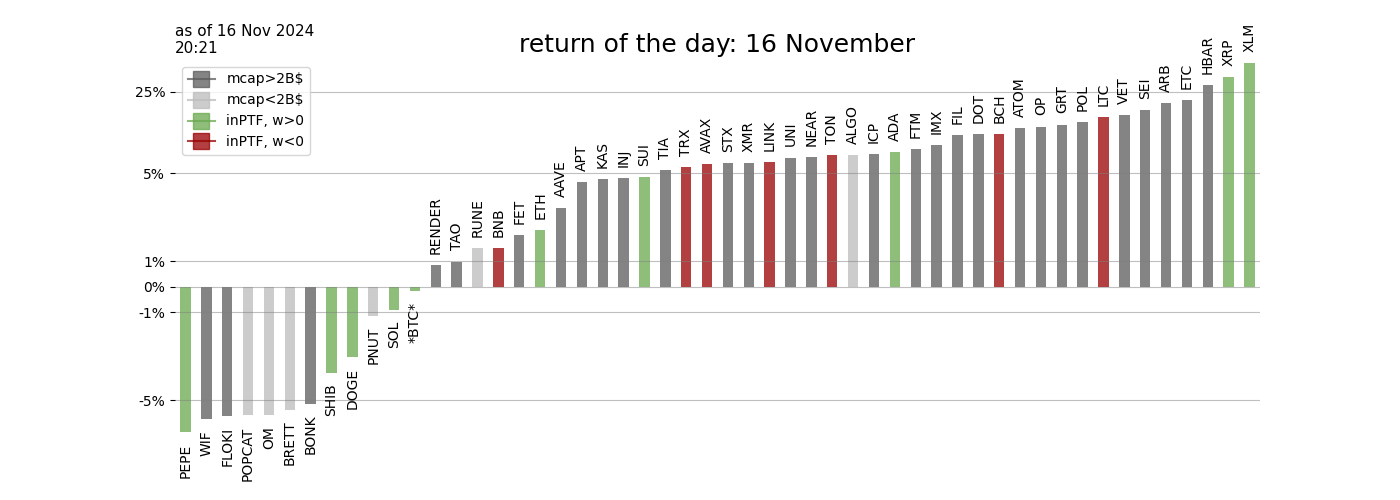 as of 16 Nov 2024
20:21
return of the day: 16 November
mcap>2B$
mcap<2B$
inPTF, w>0
inPTF, w<0
25%
5%
1%
0%
-1%
-5%
PEPE
WIF
FLOKI
POPCAT
OM
BRETT
BONK
SHIB
DOGE
PNUT
SOL
*BTC*
RENDER
TAO
RUNE
BNB
FET
ETH
AAVE
APT
KAS
INJ
SUI
TIA
TRX
AVAX
STX
XMR
LINK
UNI
NEAR
TON
ALGO
ICP
ADA
FTM
IMX
FIL
DOT
BCH
ATOM
OP
GRT
POL
LTC
VET
SEI
ARB
ETC
HBAR
XRP
XLM